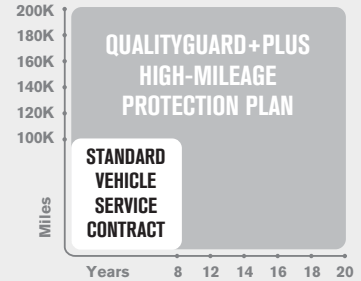 200K
180K
160K
140K
120K
100K
Miles
QUALITYGUARD+PLUS
HIGH-MILEAGE
PROTECTION PLAN
STANDARD
VEHICLE
SERVICE
CONTRACT
Years 8 12 14 16 18 20